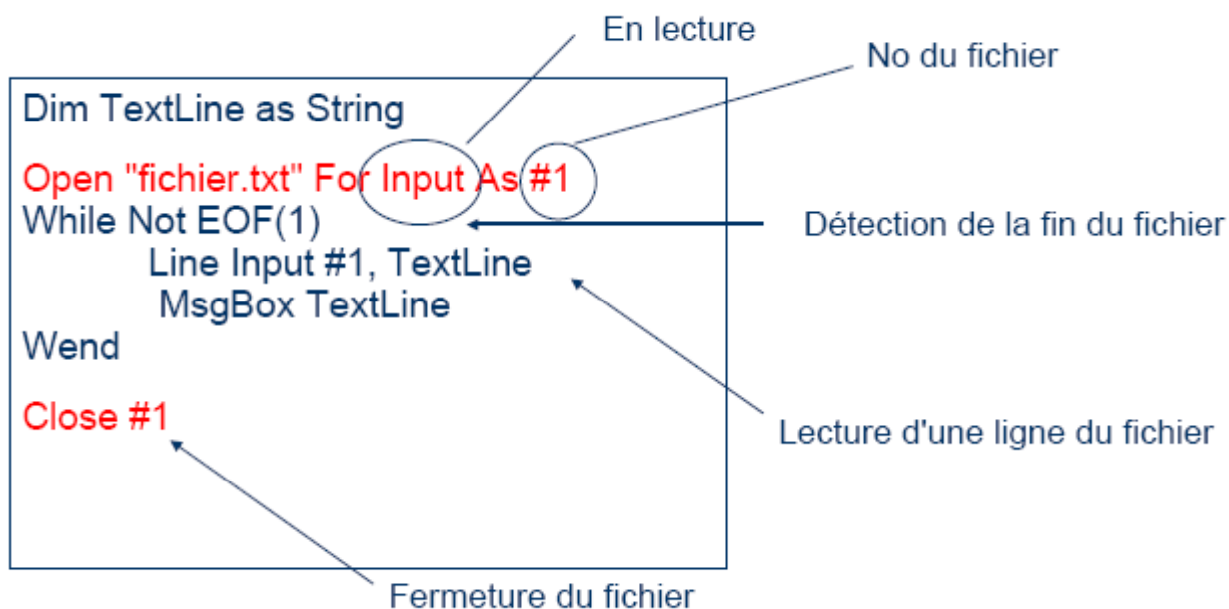 En lecture
No du fichier
Dim TextLine as String
Open "fichier.txt" For Input As #1
While Not EOF(1)
Détection de la fin du fichier
Line Input #1, TextLine
MsgBox TextLine
Wend
Close #1
Lecture d'une ligne du fichier
Fermeture du fichier